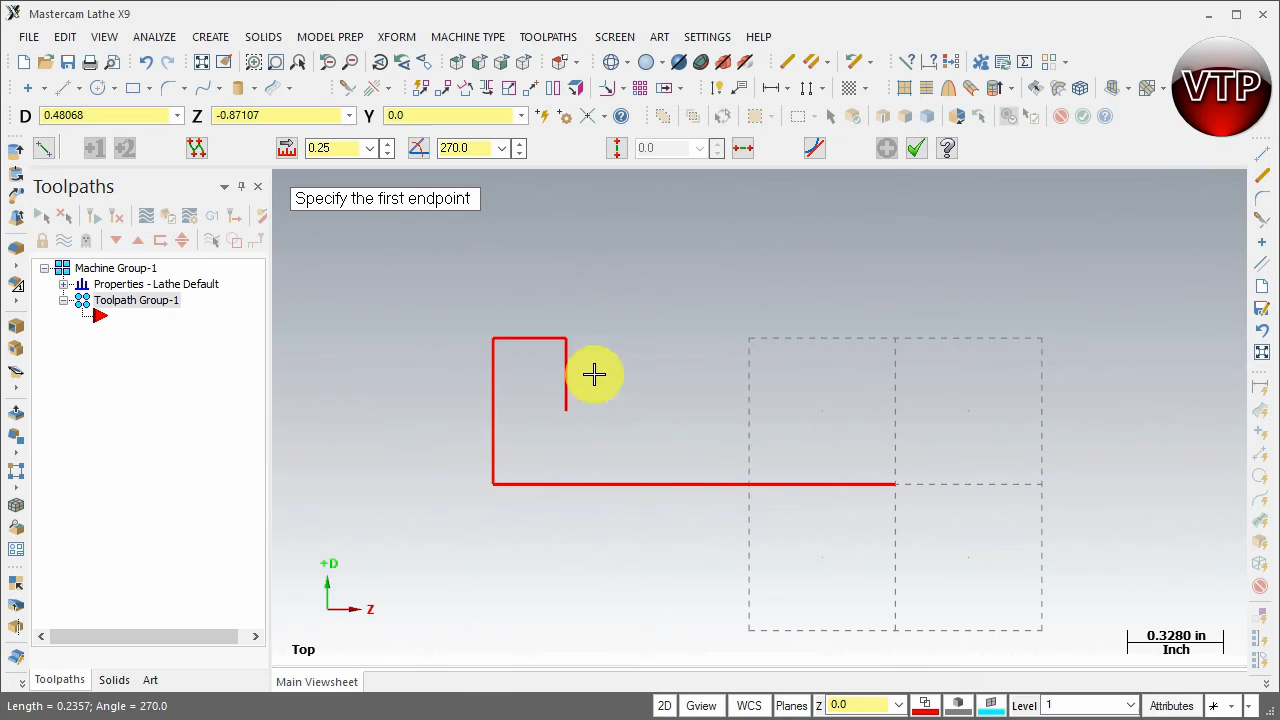 Mastercam Lathe X9
FILE EDIT VIEW ANALYZE CREATE SOLIDS MODEL PREP XFORM MACHINE TYPE TOOLPATHS SCREEN ART SETTINGS HELP
VTP
D 0.48068 Z -0.87107 Y 0.0
+1 +2 0.25 270.0 0.0
Toolpaths
Specify the first endpoint
G1
Machine Group-1
Properties - Lathe Default
Toolpath Group-1
+D
Z
0.3280 in
Inch
Top
Toolpaths Solids Art
Main Viewsheet
Length = 0.2357; Angle = 270.0
2D Gview WCS Planes Z 0.0 Level 1 Attributes